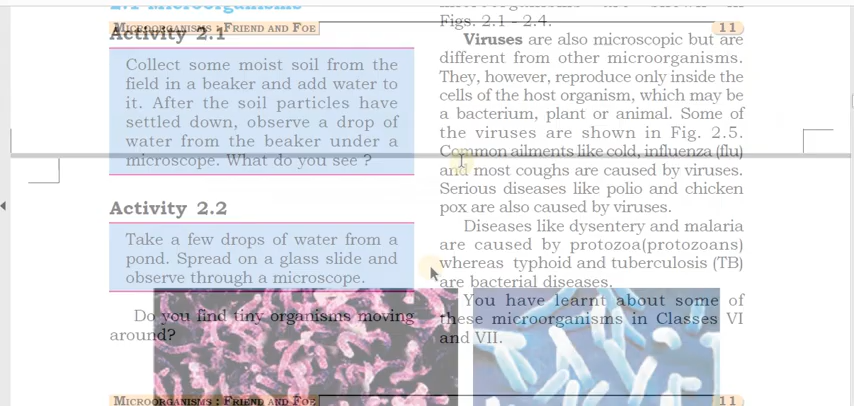 2.1 Microorganisms
MICROORGANISMS : FRIEND AND FOE
11
Activity 2.1
Collect some moist soil from the
field in a beaker and add water to
it. After the soil particles have
settled down, observe a drop of
water from the beaker under a
microscope. What do you see ?
Activity 2.2
Take a few drops of water from a
pond. Spread on a glass slide and
observe through a microscope.
Do you find tiny organisms moving
around?
microorganisms are shown in
Figs. 2.1 - 2.4.
Viruses are also microscopic but are
different from other microorganisms.
They, however, reproduce only inside the
cells of the host organism, which may be
a bacterium, plant or animal. Some of
the viruses are shown in Fig. 2.5.
Common ailments like cold, influenza (flu)
and most coughs are caused by viruses.
Serious diseases like polio and chicken
pox are also caused by viruses.
Diseases like dysentery and malaria
are caused by protozoa(protozoans)
whereas typhoid and tuberculosis (TB)
are bacterial diseases.
You have learnt about some of
these microorganisms in Classes VI
and VII.
MICROORGANISMS : FRIEND AND FOE
11